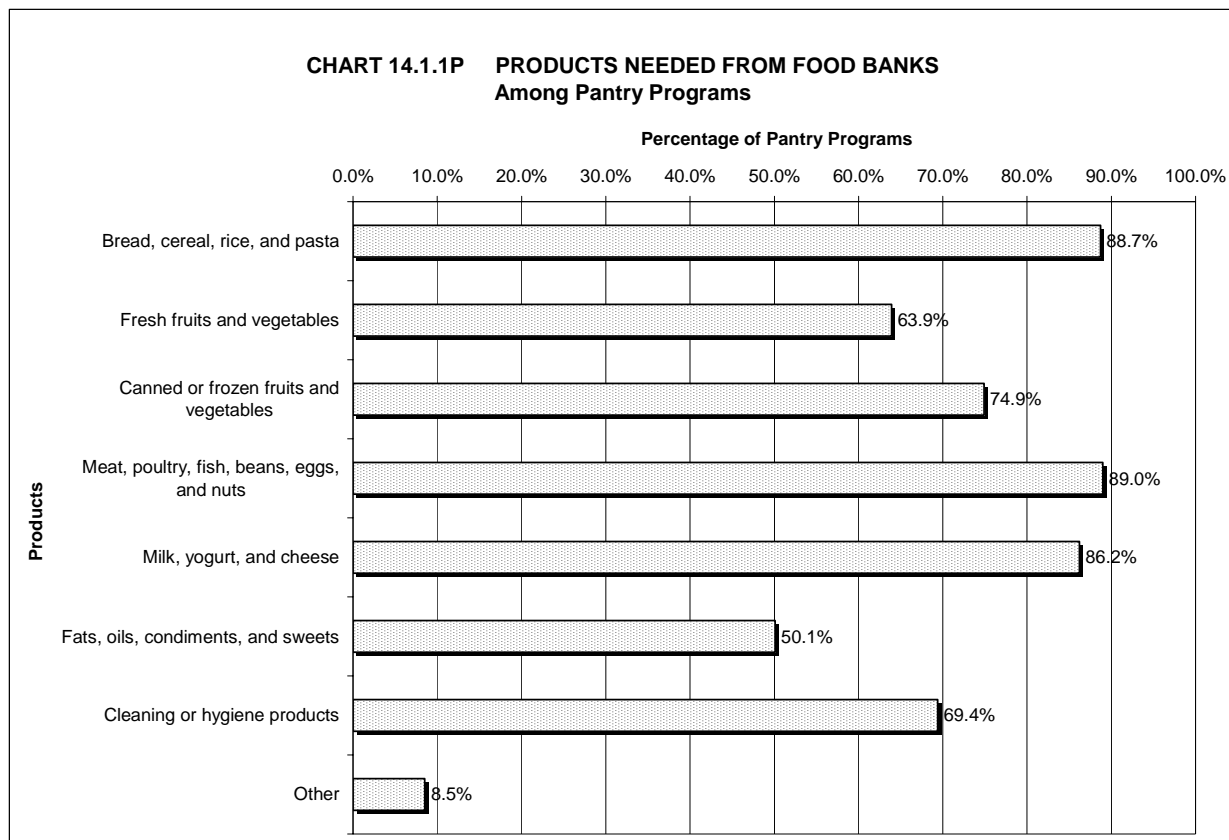 CHART 14.1.1P PRODUCTS NEEDED FROM FOOD BANKS
Among Pantry Programs
Percentage of Pantry Programs
0.0% 10.0% 20.0% 30.0% 40.0% 50.0% 60.0% 70.0% 80.0% 90.0% 100.0%
Products
Bread, cereal, rice, and pasta 88.7%
Fresh fruits and vegetables 63.9%
Canned or frozen fruits and
vegetables 74.9%
Meat, poultry, fish, beans, eggs,
and nuts 89.0%
Milk, yogurt, and cheese 86.2%
Fats, oils, condiments, and sweets 50.1%
Cleaning or hygiene products 69.4%
Other 8.5%